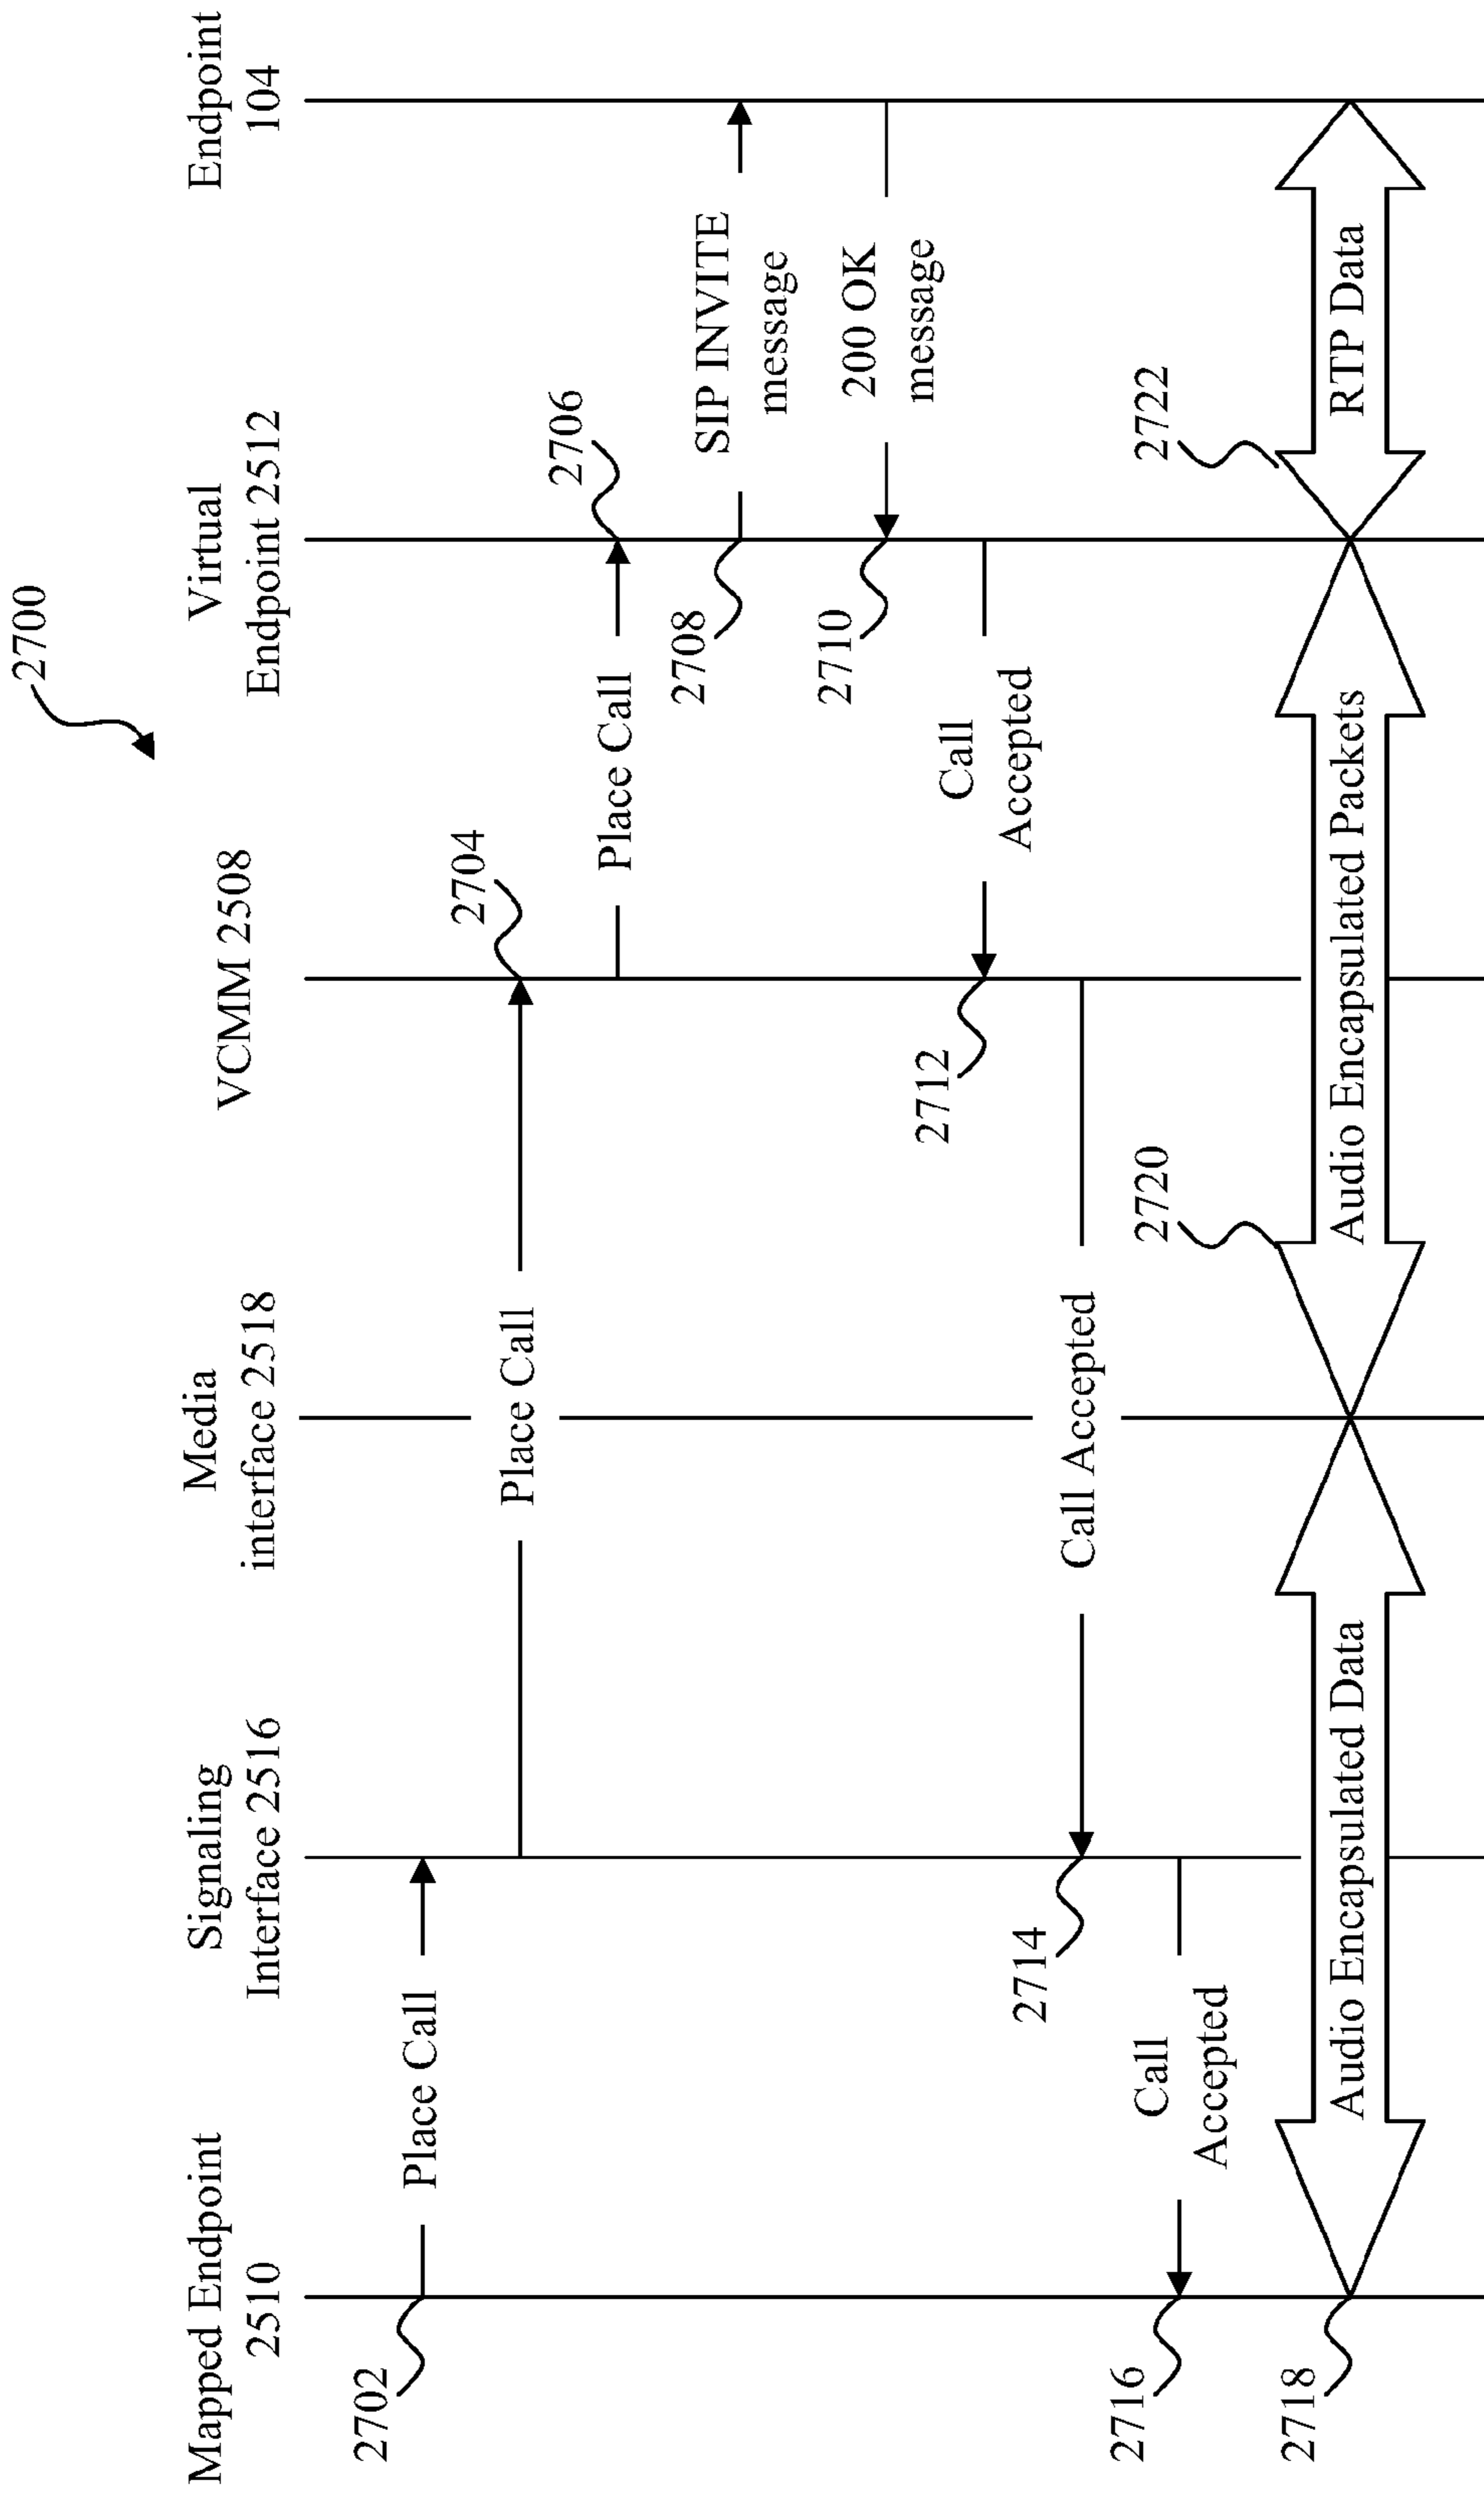 2700
Mapped Endpoint
2510
Signaling
Interface 2516
Media
interface 2518
VCMM 2508
Virtual
Endpoint 2512
Endpoint
104
2702
Place Call
Place Call
2704
Place Call
2706
2708
SIP INVITE
message
2710
200 OK
message
2712
Call
Accepted
2714
Call Accepted
2716
Call
Accepted
2718
Audio Encapsulated Data
2720
Audio Encapsulated Packets
2722
RTP Data